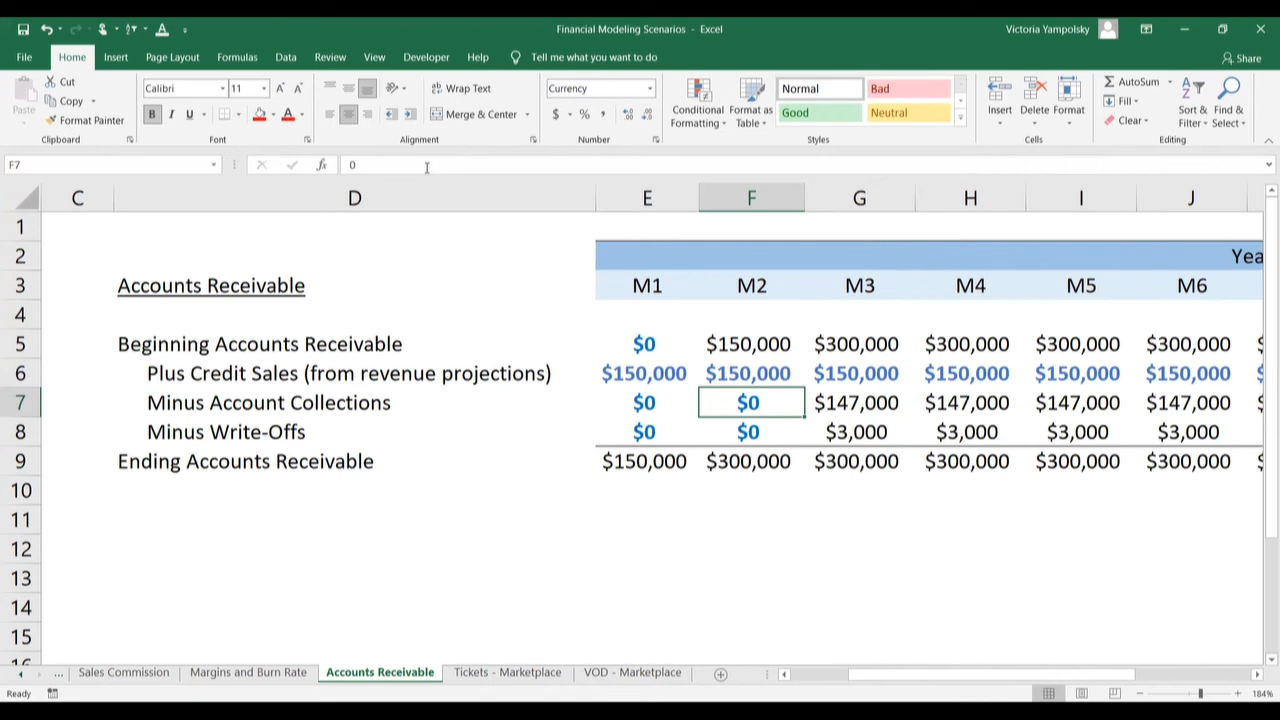 Financial Modeling Scenarios - Excel
Victoria Yampolsky
File Home Insert Page Layout Formulas Data Review View Developer Help Tell me what you want to do Share
Cut
Copy
Format Painter
Paste
Clipboard
Calibri 11
B I U
Font
Wrap Text
Merge & Center
Alignment
Currency
$ % ,
Number
Conditional Formatting
Format as Table
Normal Bad
Good Neutral
Styles
Insert Delete Format
Cells
AutoSum
Fill
Clear
Sort & Filter
Find & Select
Editing
F7 fx 0
C D E F G H I J
1
2 Yea
3 Accounts Receivable M1 M2 M3 M4 M5 M6
4
5 Beginning Accounts Receivable $0 $150,000 $300,000 $300,000 $300,000 $300,000 $
6 Plus Credit Sales (from revenue projections) $150,000 $150,000 $150,000 $150,000 $150,000 $150,000 $
7 Minus Account Collections $0 $0 $147,000 $147,000 $147,000 $147,000 $
8 Minus Write-Offs $0 $0 $3,000 $3,000 $3,000 $3,000
9 Ending Accounts Receivable $150,000 $300,000 $300,000 $300,000 $300,000 $300,000 $
10
11
12
13
14
15
16
... Sales Commission Margins and Burn Rate Accounts Receivable Tickets - Marketplace VOD - Marketplace
Ready 184%